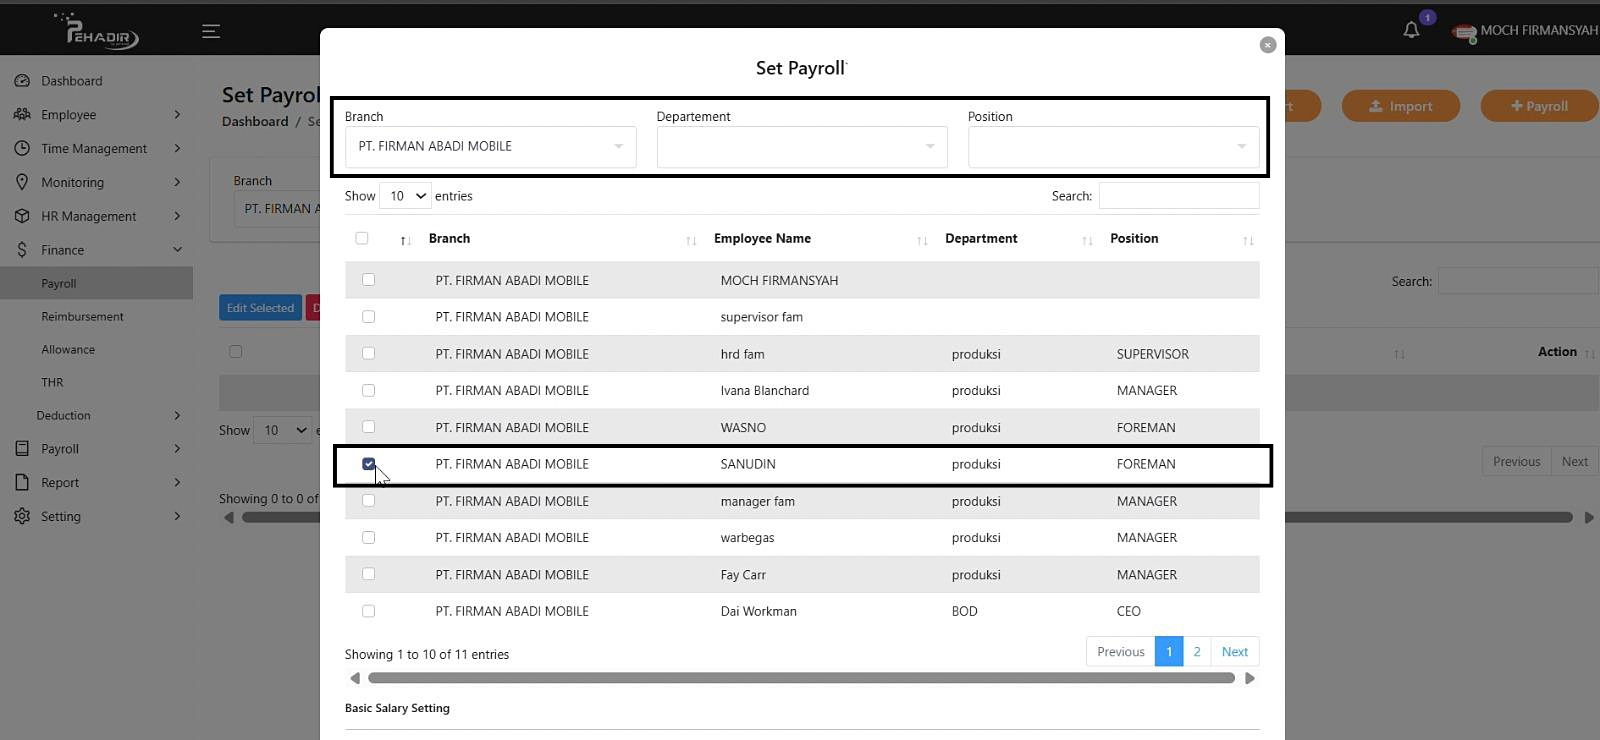 PEHADIR
1
MOCH FIRMANSYAH
Dashboard
Employee
Time Management
Monitoring
HR Management
Finance
Payroll
Reimbursement
Allowance
THR
Deduction
Payroll
Report
Setting
Set Payrol
Dashboard / Se
rt
Import
+ Payroll
Branch
PT. FIRMAN A
Edit Selected
D
Search:
Action
Show 10 e
Showing 0 to 0 of
Previous Next
Set Payroll
Branch
Departement
Position
PT. FIRMAN ABADI MOBILE
Show 10 entries
Search:
Branch Employee Name Department Position
PT. FIRMAN ABADI MOBILE MOCH FIRMANSYAH
PT. FIRMAN ABADI MOBILE supervisor fam
PT. FIRMAN ABADI MOBILE hrd fam produksi SUPERVISOR
PT. FIRMAN ABADI MOBILE Ivana Blanchard produksi MANAGER
PT. FIRMAN ABADI MOBILE WASNO produksi FOREMAN
PT. FIRMAN ABADI MOBILE SANUDIN produksi FOREMAN
PT. FIRMAN ABADI MOBILE manager fam produksi MANAGER
PT. FIRMAN ABADI MOBILE warbegas produksi MANAGER
PT. FIRMAN ABADI MOBILE Fay Carr produksi MANAGER
PT. FIRMAN ABADI MOBILE Dai Workman BOD CEO
Showing 1 to 10 of 11 entries
Previous 1 2 Next
Basic Salary Setting